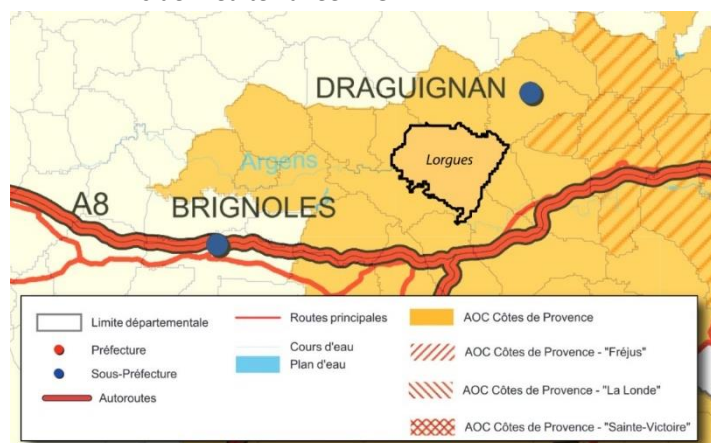 DRAGUIGNAN
Lorgues
Argens
A8
BRIGNOLES
Limite départementale
Préfecture
Sous-Préfecture
Autoroutes
Routes principales
Cours d'eau
Plan d'eau
AOC Côtes de Provence
AOC Côtes de Provence - "Fréjus"
AOC Côtes de Provence - "La Londe"
AOC Côtes de Provence - "Sainte-Victoire"